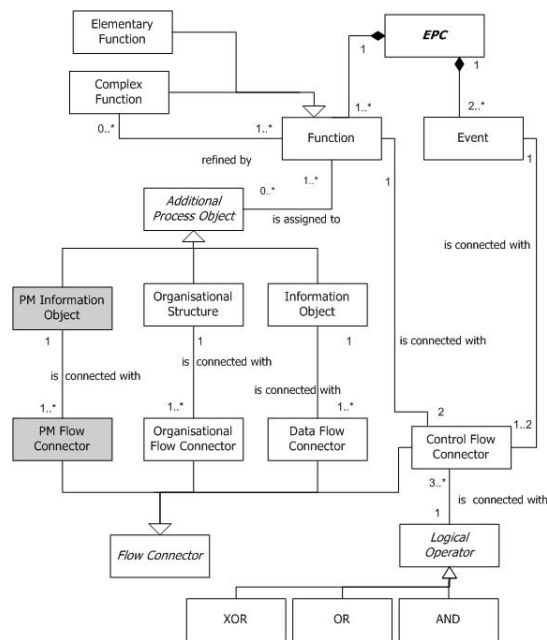 Elementary
Function
EPC
1
1
Complex
Function
0..*
1..*
1..*
2..*
Function
Event
refined by
1..*
1
1
0..*
Additional
Process Object
is assigned to
is connected with
PM Information
Object
Organisational
Structure
Information
Object
1
1
1
is connected with
is connected with
is connected with
is connected with
1..*
1..*
1..*
2
1..2
PM Flow
Connector
Organisational
Flow Connector
Data Flow
Connector
Control Flow
Connector
3..*
is connected with
1
Flow Connector
Logical
Operator
XOR
OR
AND